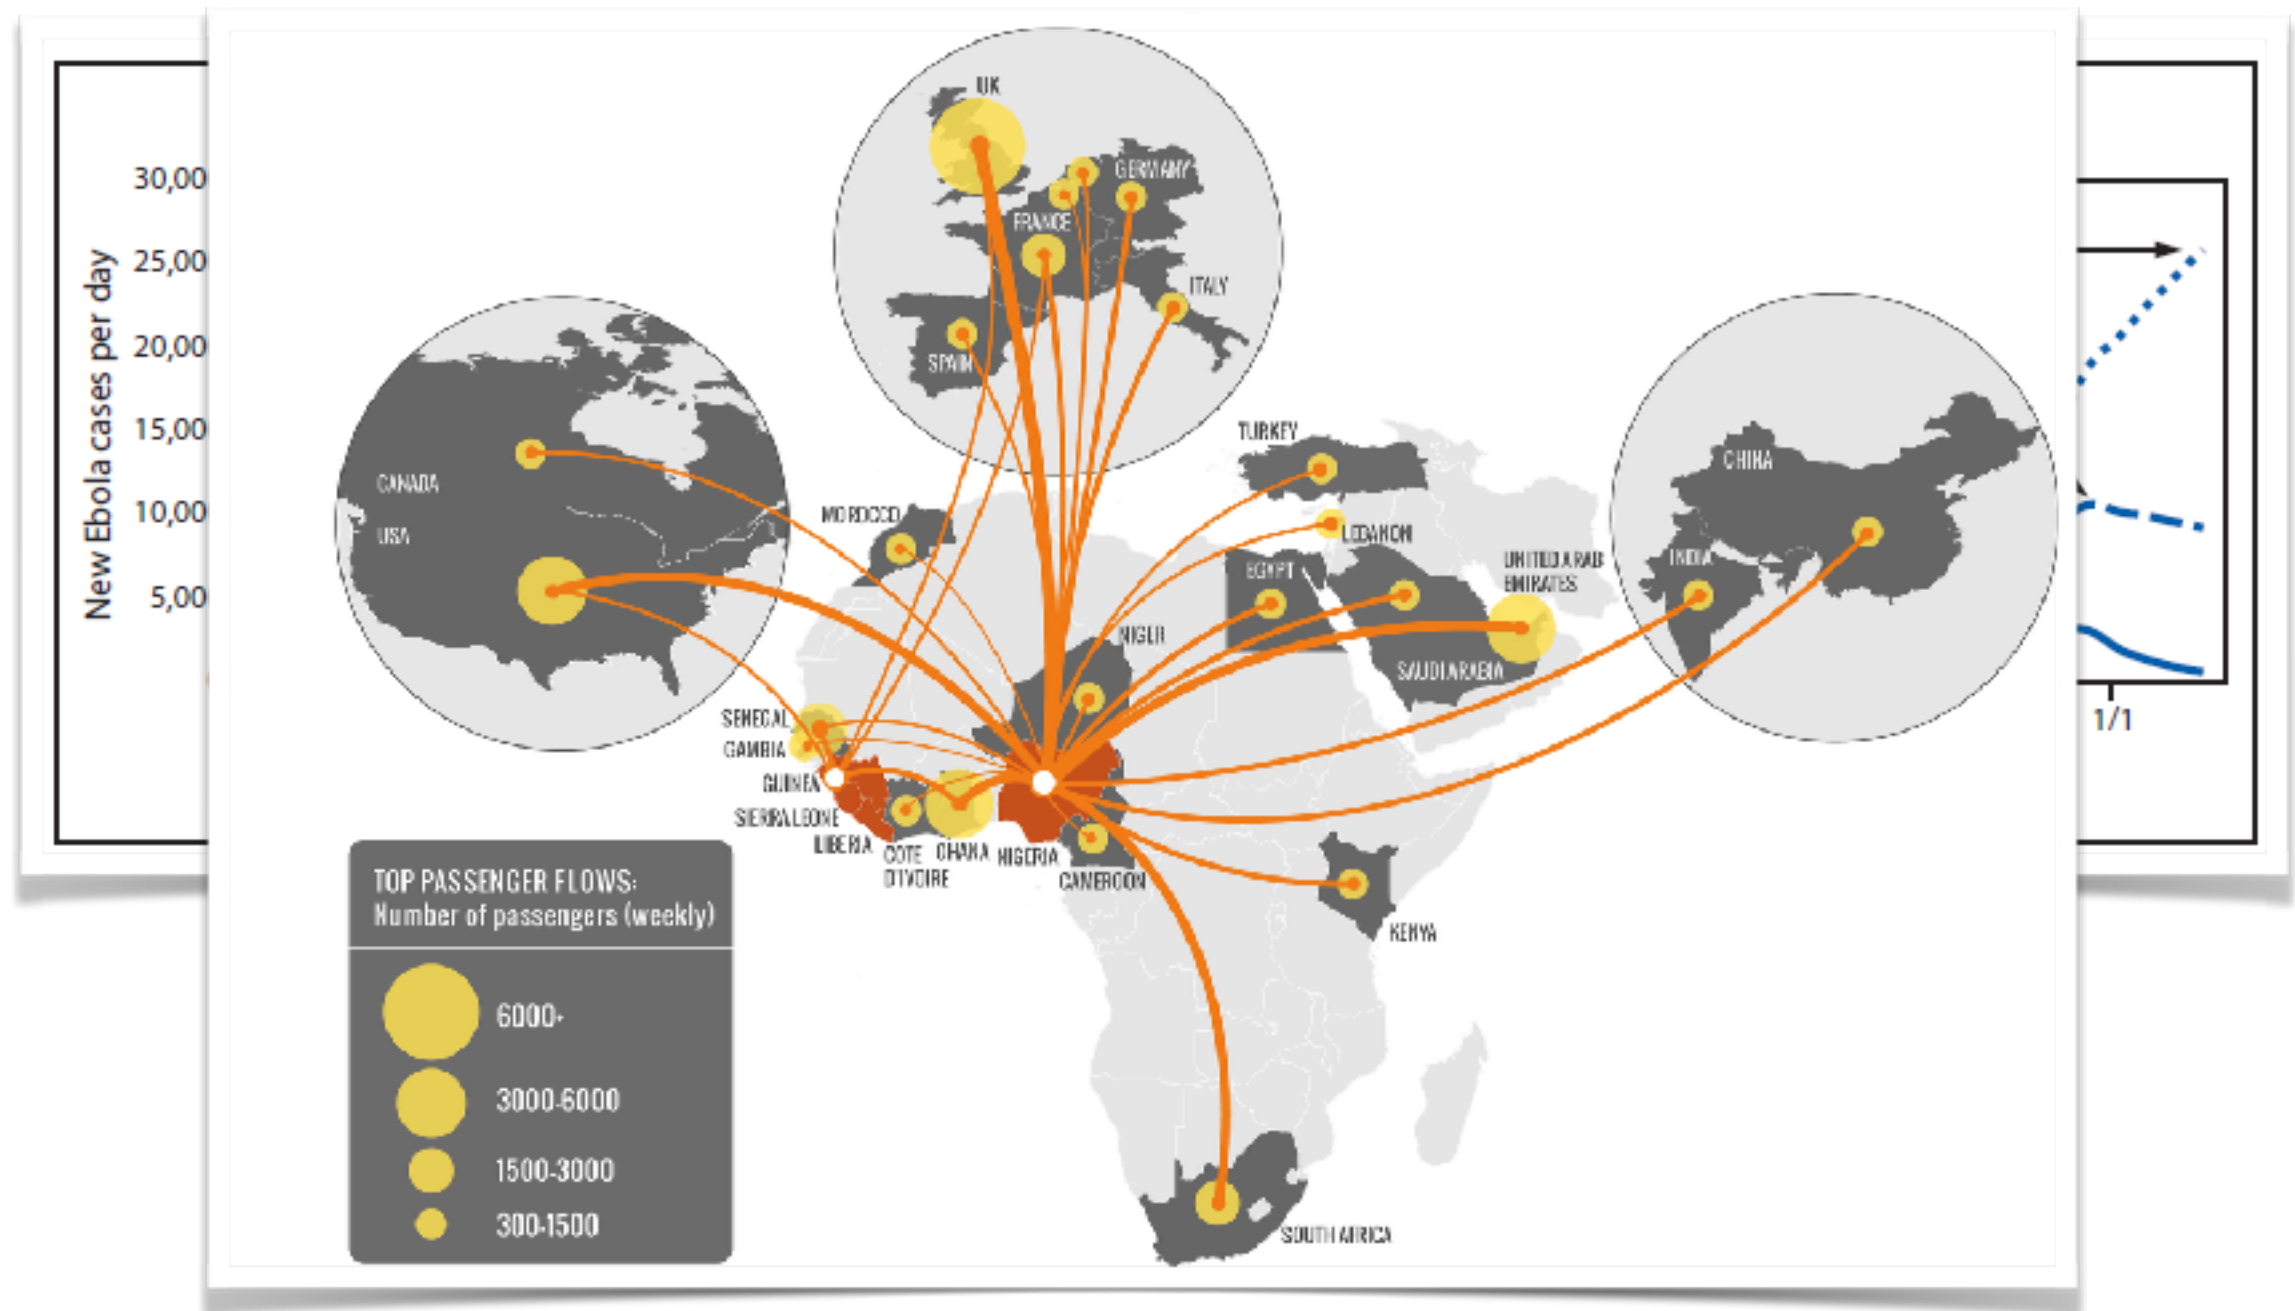 New Ebola cases per day
30,00
25,00
20,00
15,00
10,00
5,00
1/1
UK
GERMANY
FRANCE
ITALY
SPAIN
CANADA
USA
MOROCCO
TURKEY
LEBANON
EGYPT
UNITED ARAB
EMIRATES
SAUDI ARABIA
CHINA
INDIA
NIGER
SENEGAL
GAMBIA
GUINEA
SIERRA LEONE
LIBERIA
COTE
D'IVOIRE
GHANA
NIGERIA
CAMEROON
KENYA
SOUTH AFRICA
TOP PASSENGER FLOWS:
Number of passengers (weekly)
6000+
3000-6000
1500-3000
300-1500